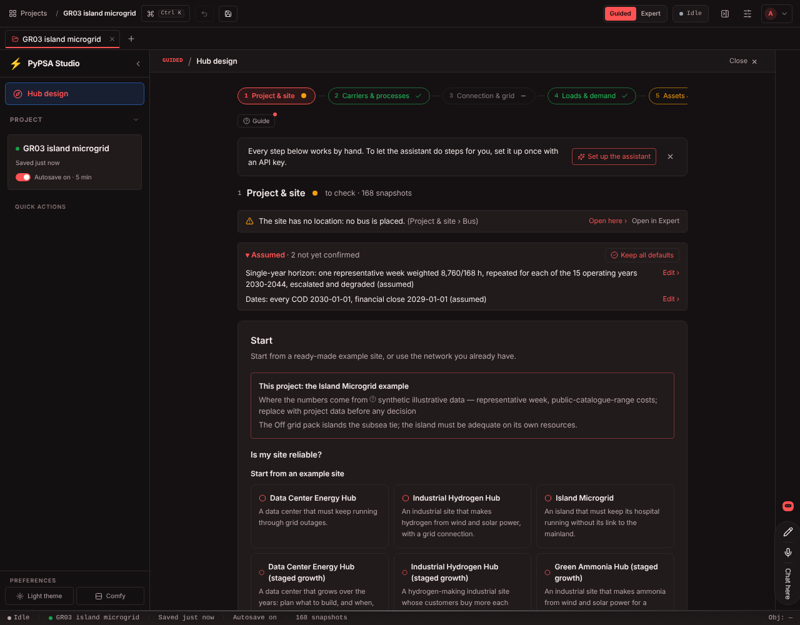 Projects / GR03 island microgrid
⌘ Ctrl K
Guided Expert
Idle
A
GR03 island microgrid ×
+
PyPSA Studio
Hub design
PROJECT
GR03 island microgrid
Saved just now
Autosave on · 5 min
QUICK ACTIONS
GUIDED / Hub design
Close ×
1 Project & site
2 Carriers & processes ✓
3 Connection & grid –
4 Loads & demand ✓
5 Assets
Guide
Every step below works by hand. To let the assistant do steps for you, set it up once with
an API key.
Set up the assistant
1 Project & site to check · 168 snapshots
The site has no location: no bus is placed. (Project & site › Bus)
Open here › Open in Expert
▾ Assumed · 2 not yet confirmed
Keep all defaults
Single-year horizon: one representative week weighted 8,760/168 h, repeated for each of the 15 operating years
2030-2044, escalated and degraded (assumed)
Edit ›
Dates: every COD 2030-01-01, financial close 2029-01-01 (assumed)
Edit ›
Start
Start from a ready-made example site, or use the network you already have.
This project: the Island Microgrid example
Where the numbers come from ? synthetic illustrative data — representative week, public-catalogue-range costs;
replace with project data before any decision
The Off grid pack islands the subsea tie; the island must be adequate on its own resources.
Is my site reliable?
Start from an example site
Data Center Energy Hub
A data center that must keep running
through grid outages.
Industrial Hydrogen Hub
An industrial site that makes
hydrogen from wind and solar power,
with a grid connection.
Island Microgrid
An island that must keep its hospital
running without its link to the
mainland.
Data Center Energy Hub
(staged growth)
A data center that grows over the
years: plan what to build, and when,
Industrial Hydrogen Hub
(staged growth)
A hydrogen-making industrial site
whose customers buy more each
Green Ammonia Hub (staged
growth)
An industrial site that makes ammonia
from wind and solar power for a
Chat here
PREFERENCES
Light theme
Comfy
Idle
GR03 island microgrid
Saved just now
Autosave on
168 snapshots
Obj: —